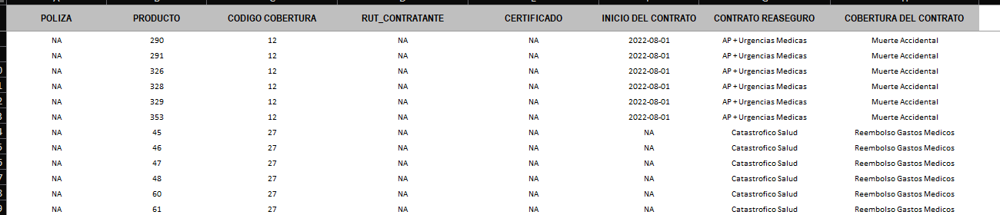 POLIZA PRODUCTO CODIGO COBERTURA RUT_CONTRATANTE CERTIFICADO INICIO DEL CONTRATO CONTRATO REASEGURO COBERTURA DEL CONTRATO
NA 290 12 NA NA 2022-08-01 AP + Urgencias Medicas Muerte Accidental
NA 291 12 NA NA 2022-08-01 AP + Urgencias Medicas Muerte Accidental
NA 326 12 NA NA 2022-08-01 AP + Urgencias Medicas Muerte Accidental
NA 328 12 NA NA 2022-08-01 AP + Urgencias Medicas Muerte Accidental
NA 329 12 NA NA 2022-08-01 AP + Urgencias Medicas Muerte Accidental
NA 353 12 NA NA 2022-08-01 AP + Urgencias Medicas Muerte Accidental
NA 45 27 NA NA NA Catastrofico Salud Reembolso Gastos Medicos
NA 46 27 NA NA NA Catastrofico Salud Reembolso Gastos Medicos
NA 47 27 NA NA NA Catastrofico Salud Reembolso Gastos Medicos
NA 48 27 NA NA NA Catastrofico Salud Reembolso Gastos Medicos
NA 60 27 NA NA NA Catastrofico Salud Reembolso Gastos Medicos
NA 61 27 NA NA NA Catastrofico Salud Reembolso Gastos Medicos